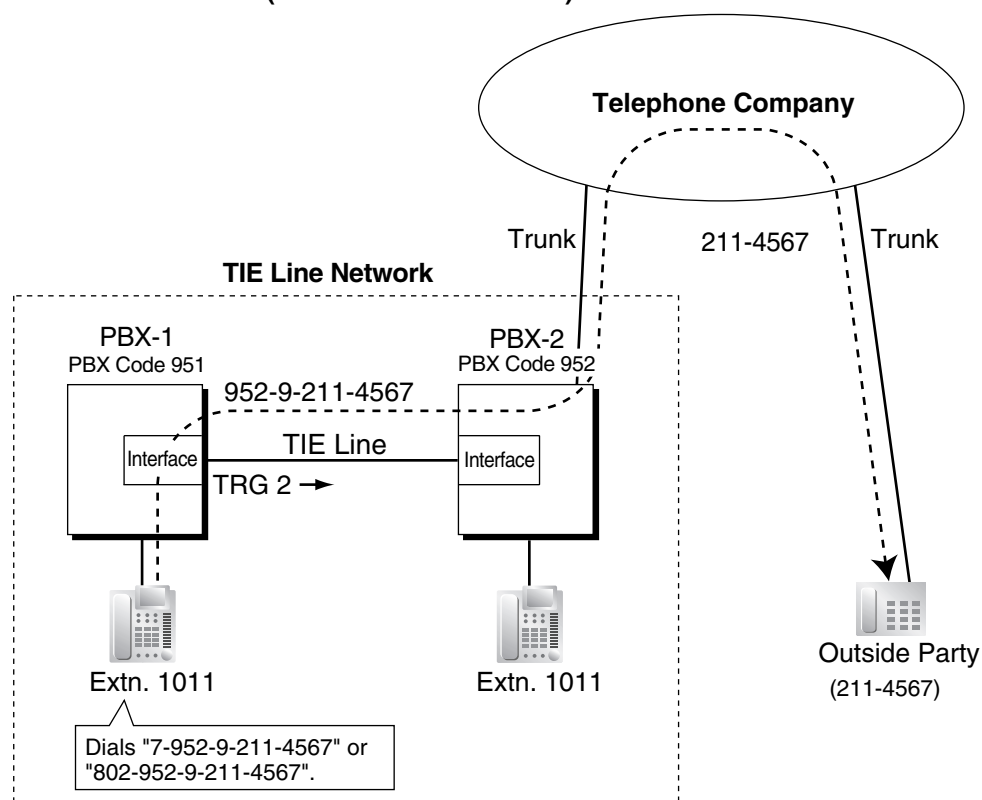 Telephone Company
Trunk
211-4567
Trunk
TIE Line Network
PBX-1
PBX Code 951
PBX-2
PBX Code 952
952-9-211-4567
Interface
TIE Line
Interface
TRG 2
Extn. 1011
Extn. 1011
Outside Party
(211-4567)
Dials "7-952-9-211-4567" or
"802-952-9-211-4567".